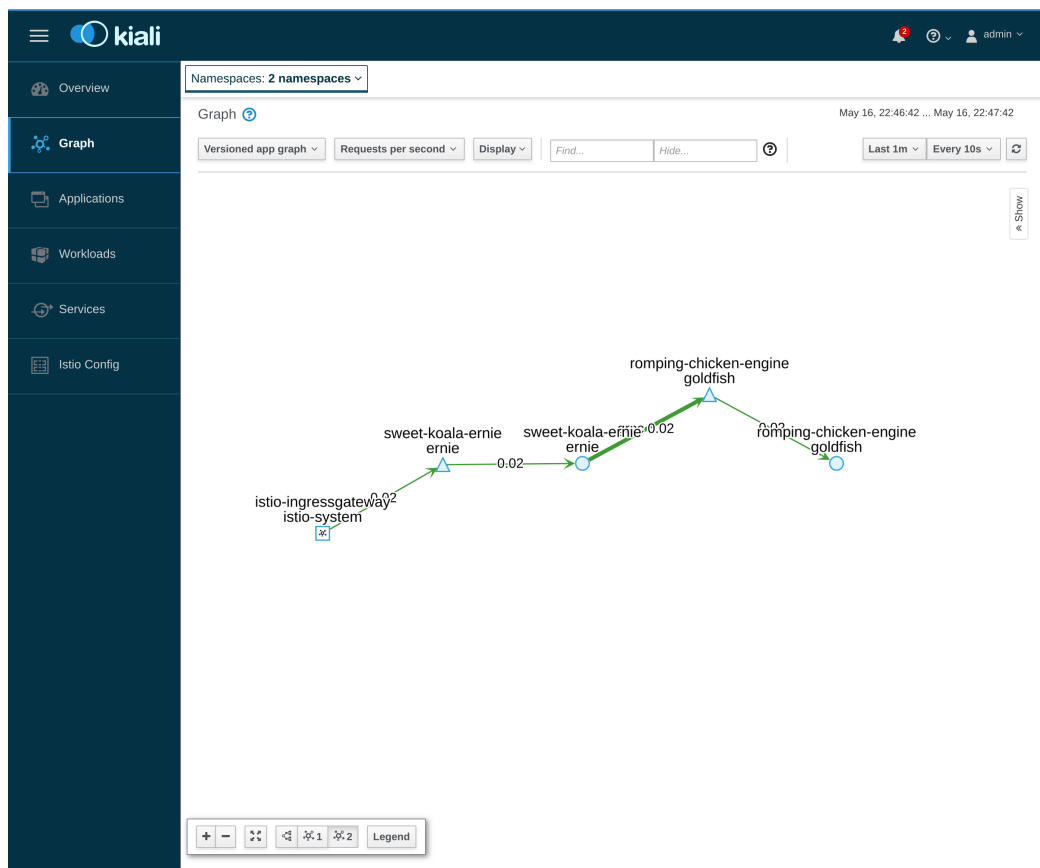 kiali
2
admin
Overview
Graph
Applications
Workloads
Services
Istio Config
Namespaces: 2 namespaces
Graph
May 16, 22:46:42 ... May 16, 22:47:42
Versioned app graph
Requests per second
Display
Find...
Hide...
Last 1m
Every 10s
Show
romping-chicken-engine
goldfish
sweet-koala-ernie
ernie
sweet-koala-ernie
ernie
0.02
0.02
romping-chicken-engine
goldfish
0.02
0.02
istio-ingressgateway
istio-system
1
2
Legend